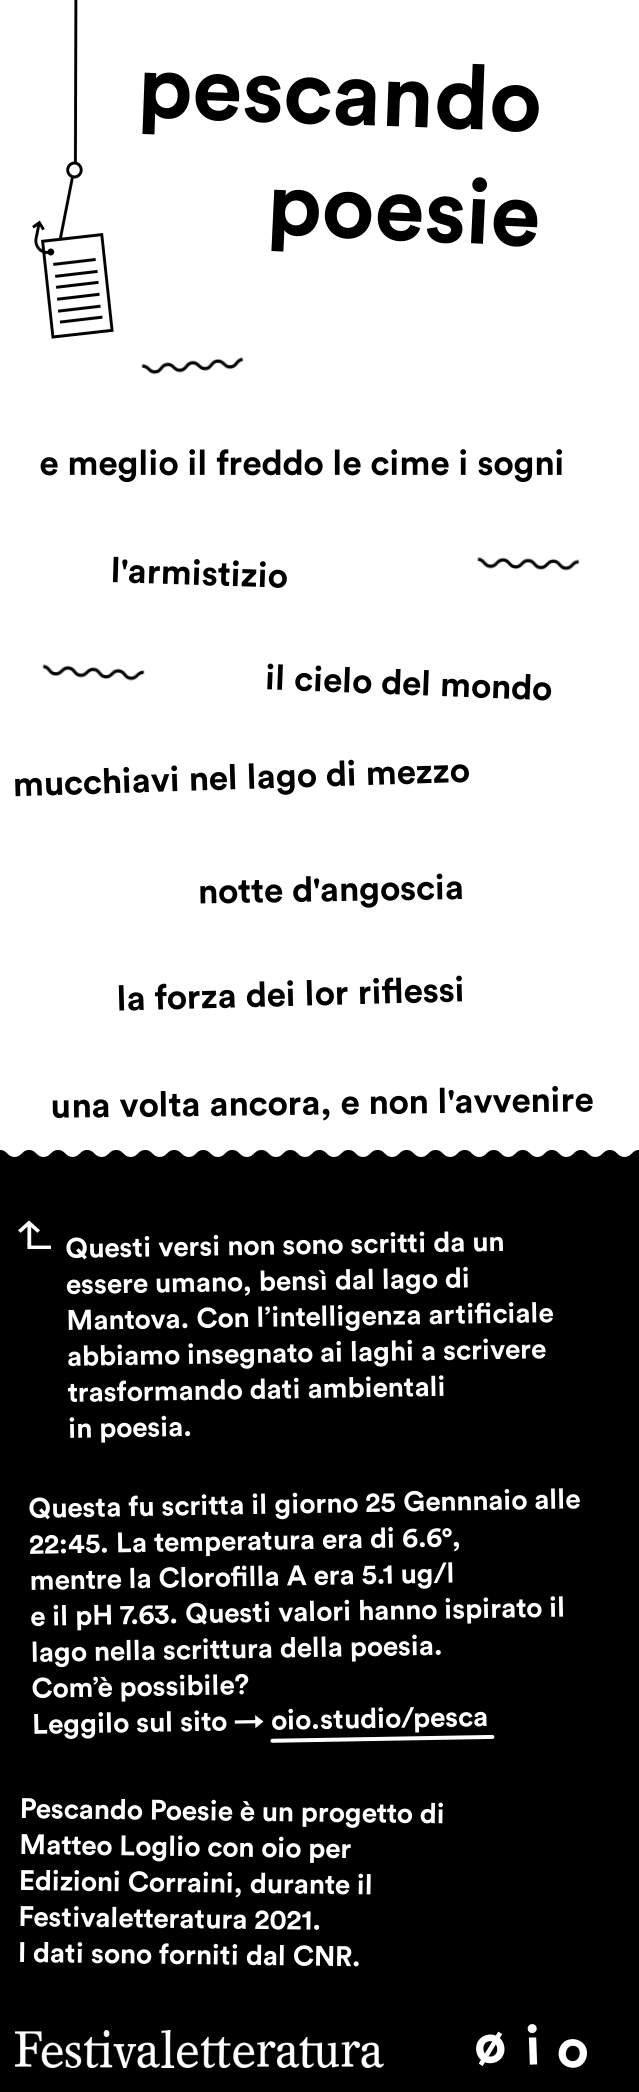 pescando
poesie
e meglio il freddo le cime i sogni
l'armistizio
il cielo del mondo
mucchiavi nel lago di mezzo
notte d'angoscia
la forza dei lor riflessi
una volta ancora, e non l'avvenire
Questi versi non sono scritti da un
essere umano, bensì dal lago di
Mantova. Con l’intelligenza artificiale
abbiamo insegnato ai laghi a scrivere
trasformando dati ambientali
in poesia.
Questa fu scritta il giorno 25 Gennnaio alle
22:45. La temperatura era di 6.6°,
mentre la Clorofilla A era 5.1 ug/l
e il pH 7.63. Questi valori hanno ispirato il
lago nella scrittura della poesia.
Com’è possibile?
Leggilo sul sito → oio.studio/pesca
Pescando Poesie è un progetto di
Matteo Loglio con oio per
Edizioni Corraini, durante il
Festivaletteratura 2021.
I dati sono forniti dal CNR.
Festivaletteratura øio